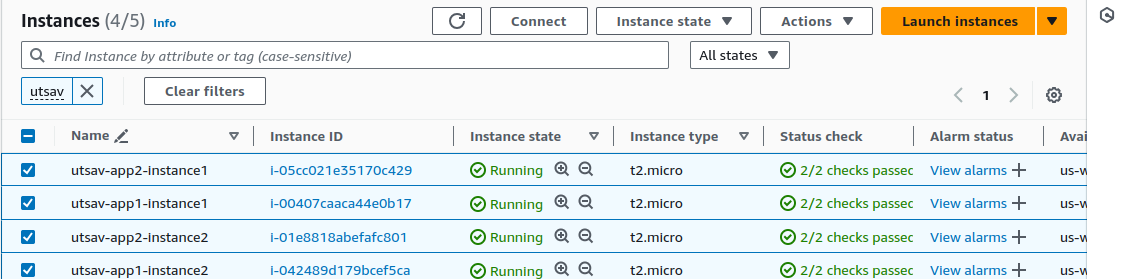 Instances (4/5) Info Connect Instance state Actions Launch instances
Find Instance by attribute or tag (case-sensitive) All states
utsav Clear filters 1
Name Instance ID Instance state Instance type Status check Alarm status Avai
utsav-app2-instance1 i-05cc021e35170c429 Running t2.micro 2/2 checks passec View alarms us-w
utsav-app1-instance1 i-00407caaca44e0b17 Running t2.micro 2/2 checks passec View alarms us-w
utsav-app2-instance2 i-01e8818abefafc801 Running t2.micro 2/2 checks passec View alarms us-w
utsav-app1-instance2 i-042489d179bcef5ca Running t2.micro 2/2 checks passec View alarms us-w